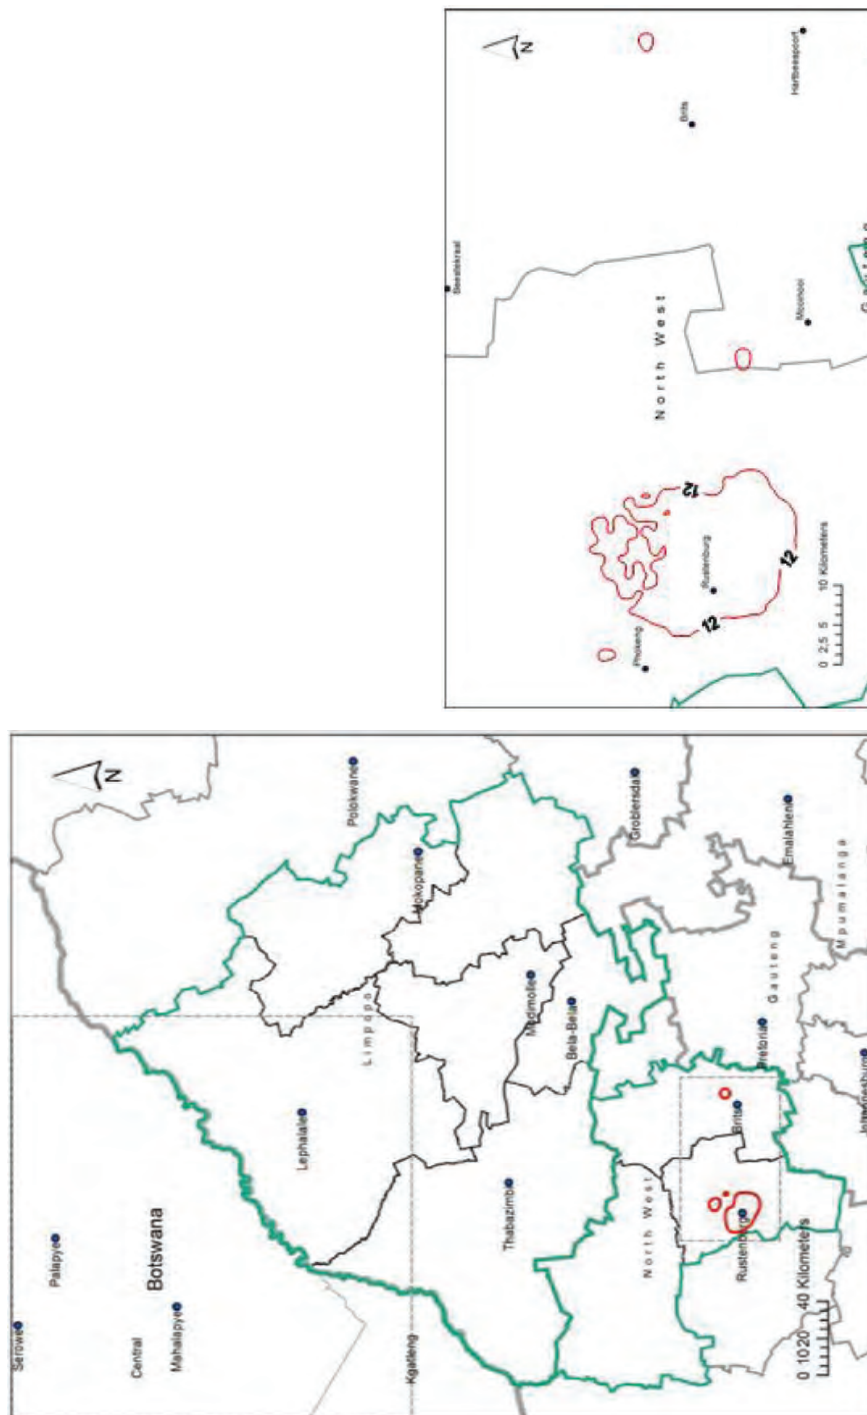 N
Serowe
Palapye
Botswana
Central
Mahalapye
Kgatleng
Lephalale
Limpopo
Polokwane
Mokopane
Modimolle
Bela-Bela
Thabazimbi
Groblersdal
North West
Rustenburg
Brits
Pretoria
Gauteng
Emalahleni
Mpumalanga
Johannesburg
0 10 20 40 Kilometers
N
Beestekraal
North West
Brits
Hartbeespoort
Mooinooi
Phokeng
Rustenburg
12
12
12
Gauteng
0 2.5 5 10 Kilometers